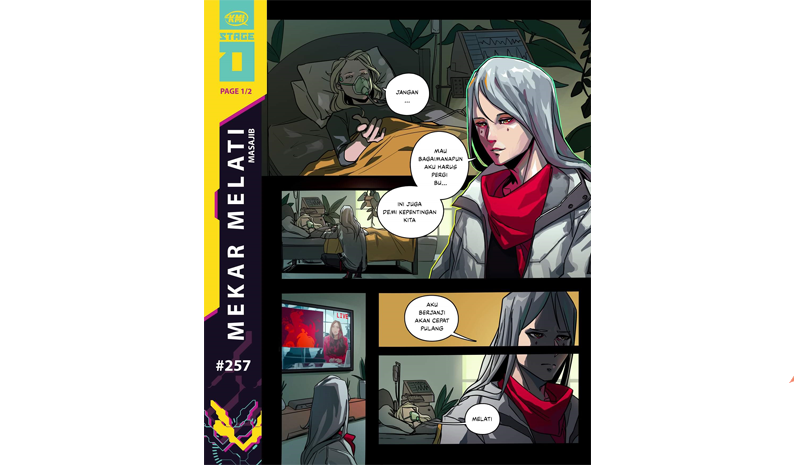 KMI
STAGE
1
PAGE 1/2
MEKAR MELATI
MASAJIB
#257
JANGAN
...
MAU
BAGAIMANAPUN
AKU HARUS
PERGI
BU...
INI JUGA
DEMI KEPENTINGAN
KITA
LIVE
AKU
BERJANJI
AKAN CEPAT
PULANG
MELATI